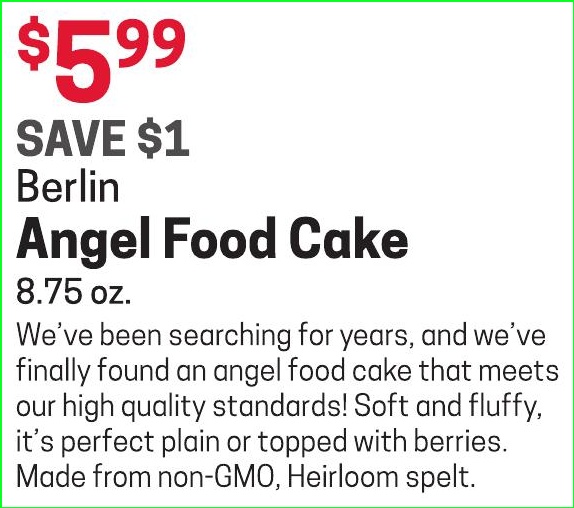 $5.99
SAVE $1
Berlin
Angel Food Cake
8.75 oz.
We’ve been searching for years, and we’ve
finally found an angel food cake that meets
our high quality standards! Soft and fluffy,
it’s perfect plain or topped with berries.
Made from non-GMO, Heirloom spelt.